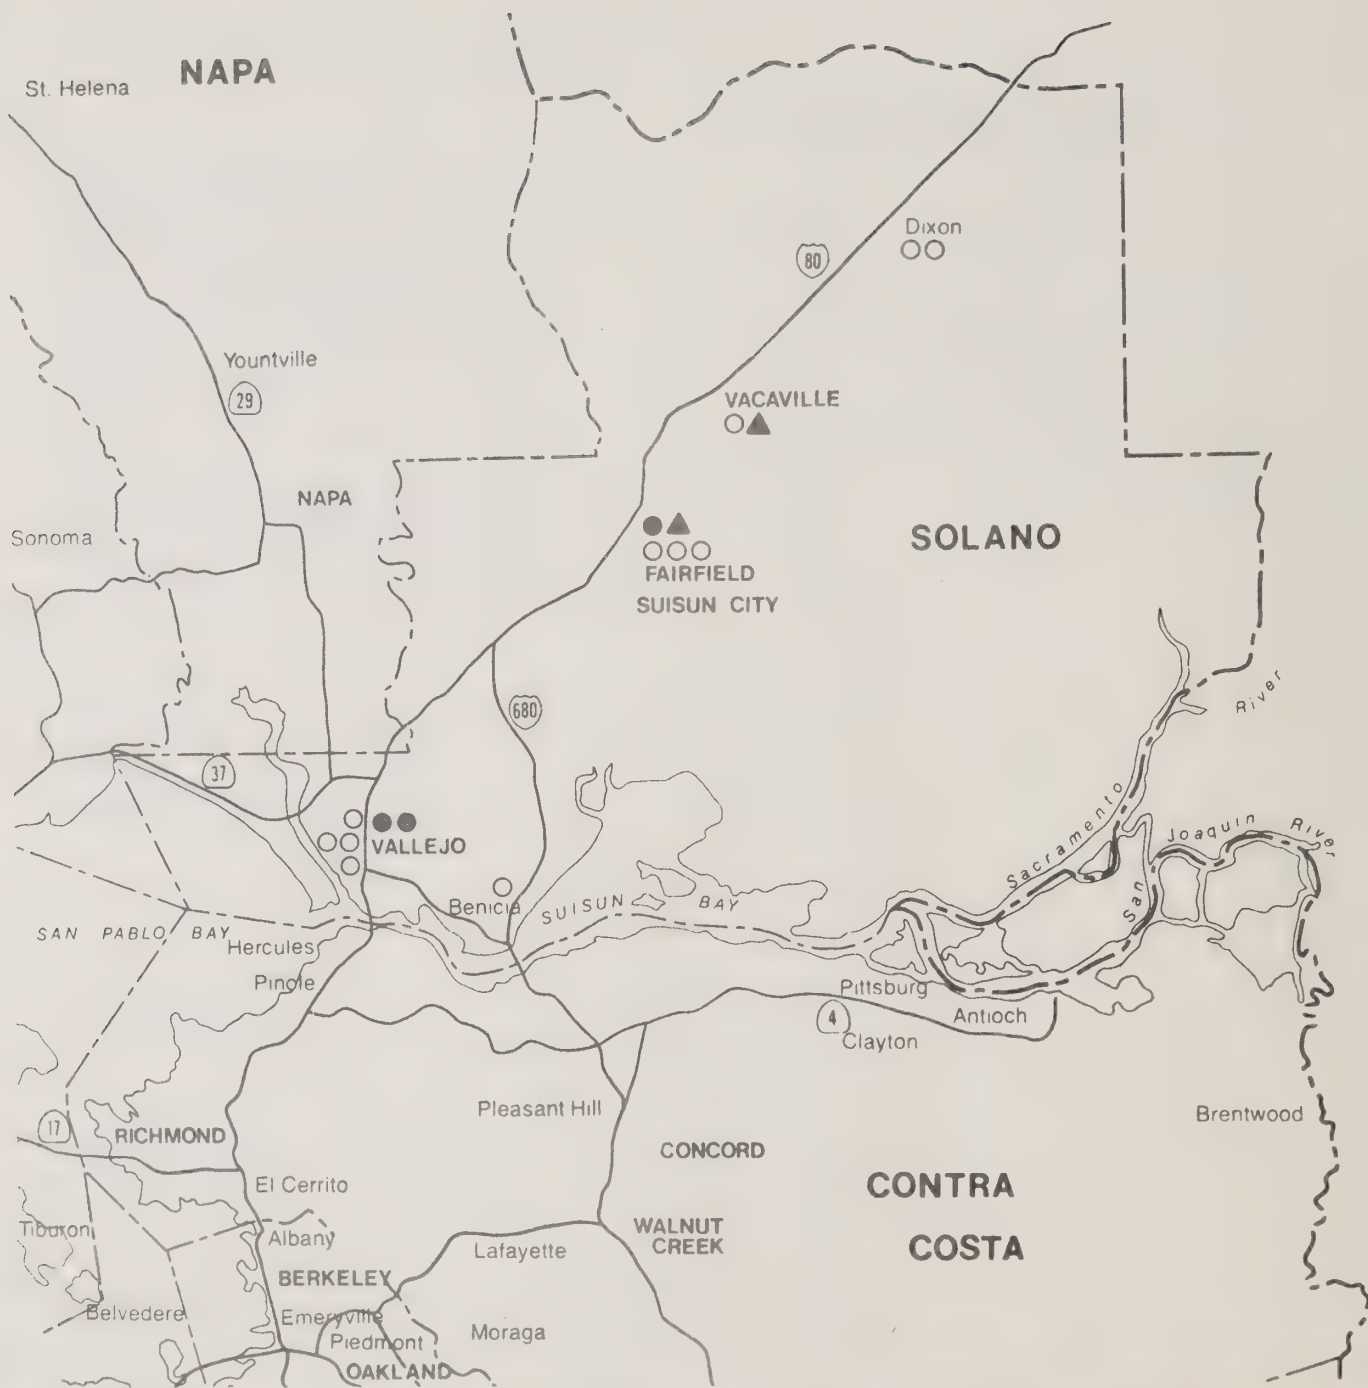 NAPA
St. Helena
Dixon
80
Yountville
29
VACAVILLE
NAPA
Sonoma
SOLANO
FAIRFIELD
SUISUN CITY
River
680
37
Sacramento
Joaquin River
San
VALLEJO
Benicia
SUISUN BAY
SAN PABLO BAY
Hercules
Pinole
Pittsburg
Antioch
4
Clayton
Pleasant Hill
Brentwood
17
RICHMOND
CONCORD
El Cerrito
CONTRA
COSTA
Tiburon
Albany
WALNUT
CREEK
Lafayette
BERKELEY
Belvedere
Emeryville
Piedmont
Moraga
OAKLAND